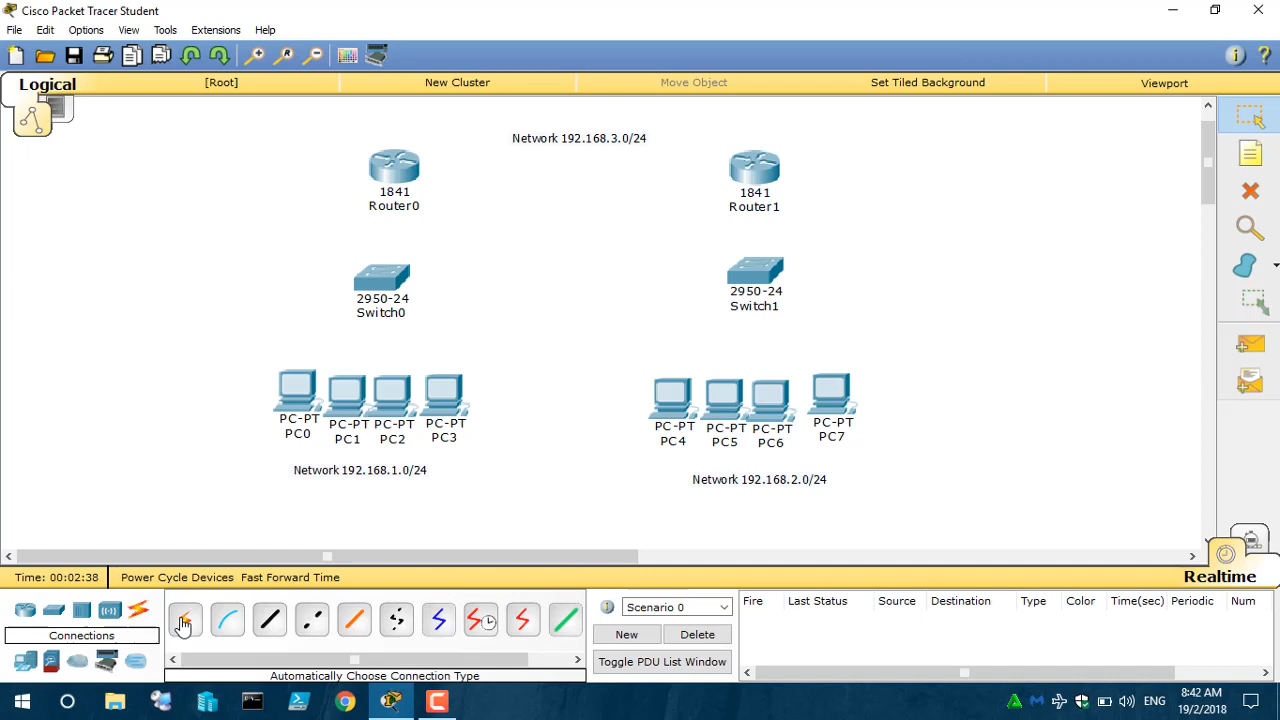 Cisco Packet Tracer Student
File Edit Options View Tools Extensions Help
Logical [Root] New Cluster Move Object Set Tiled Background Viewport
Network 192.168.3.0/24
1841
Router0
1841
Router1
2950-24
Switch0
2950-24
Switch1
PC-PT
PC0
PC-PT
PC1
PC-PT
PC2
PC-PT
PC3
PC-PT
PC4
PC-PT
PC5
PC-PT
PC6
PC-PT
PC7
Network 192.168.1.0/24
Network 192.168.2.0/24
Time: 00:02:38 Power Cycle Devices Fast Forward Time
Realtime
Connections
Automatically Choose Connection Type
Scenario 0
New Delete
Toggle PDU List Window
Fire Last Status Source Destination Type Color Time(sec) Periodic Num
ENG
8:42 AM
19/2/2018